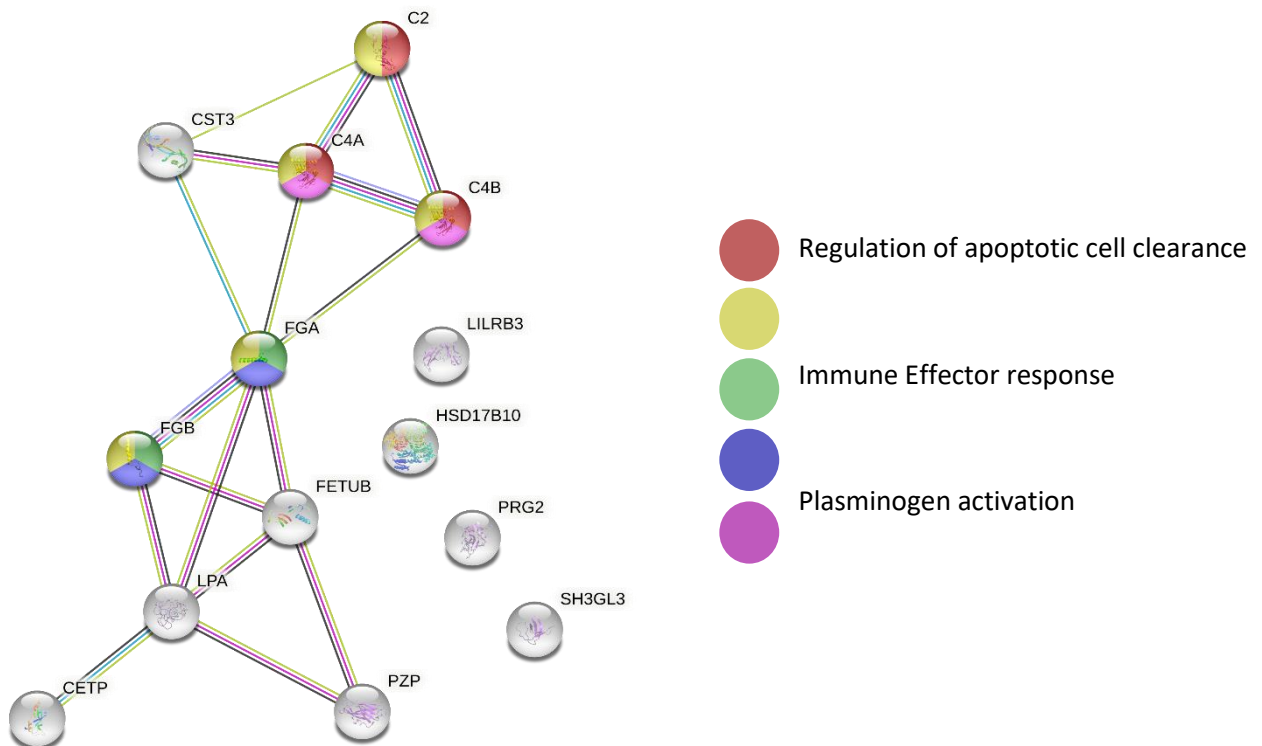 C2
CST3
C4A
C4B
FGA
LILRB3
HSD17B10
FGB
FETUB
PRG2
LPA
SH3GL3
CETP
PZP
Regulation of apoptotic cell clearance
Immune Effector response
Plasminogen activation